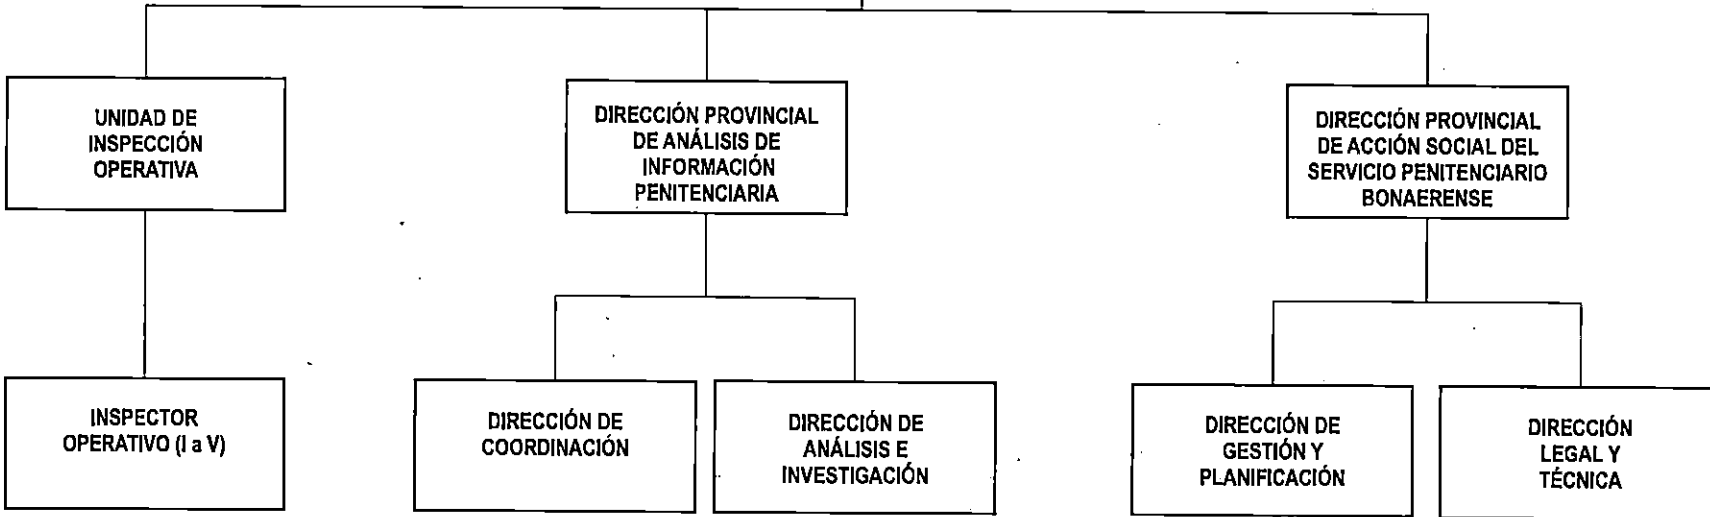 UNIDAD DE
INSPECCIÓN
OPERATIVA
DIRECCIÓN PROVINCIAL
DE ANÁLISIS DE
INFORMACIÓN
PENITENCIARIA
DIRECCIÓN PROVINCIAL
DE ACCIÓN SOCIAL DEL
SERVICIO PENITENCIARIO
BONAERENSE
INSPECTOR
OPERATIVO (I a V)
DIRECCIÓN DE
COORDINACIÓN
DIRECCIÓN DE
ANÁLISIS E
INVESTIGACIÓN
DIRECCIÓN DE
GESTIÓN Y
PLANIFICACIÓN
DIRECCIÓN
LEGAL Y
TÉCNICA